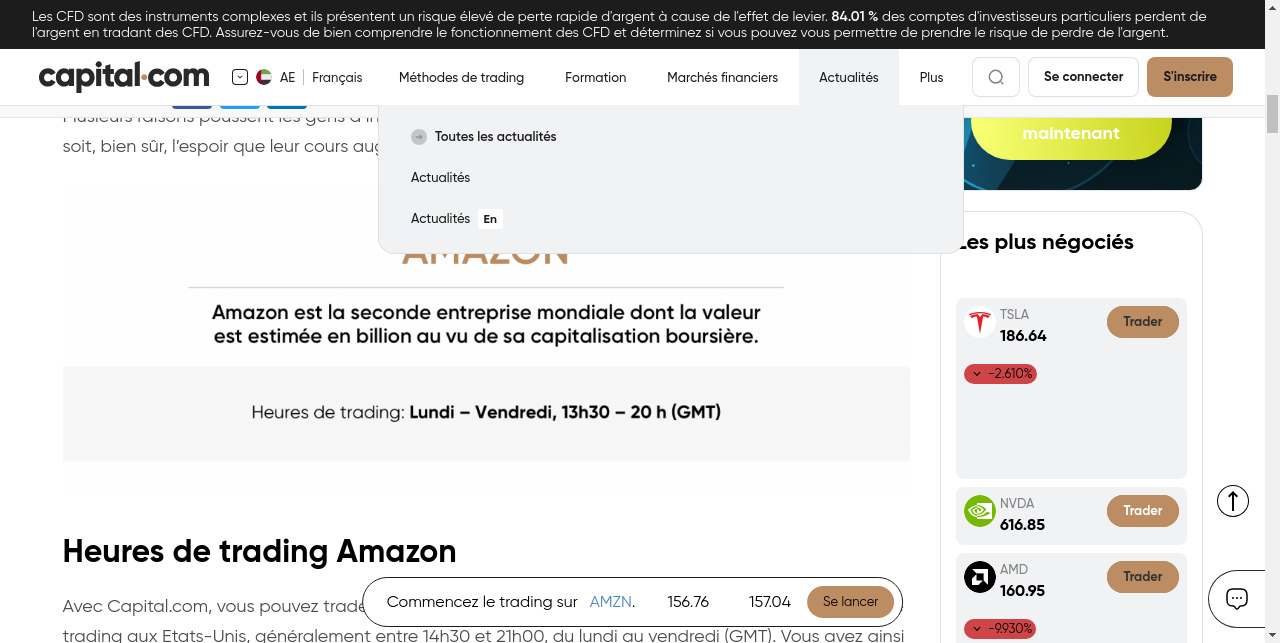 Les CFD sont des instruments complexes et ils présentent un risque élevé de perte rapide d'argent à cause de l'effet de levier. 84.01 % des comptes d'investisseurs particuliers perdent de
l'argent en tradant des CFD. Assurez-vous de bien comprendre le fonctionnement des CFD et déterminez si vous pouvez vous permettre de prendre le risque de perdre de l'argent.
capital.com AE Français Méthodes de trading Formation Marchés financiers Actualités Plus Se connecter S'inscrire
Plusieurs raisons poussent les gens d'in
soit, bien sûr, l'espoir que leur cours aug
Toutes les actualités
Actualités
Actualités En
maintenant
AMAZON
Amazon est la seconde entreprise mondiale dont la valeur
est estimée en billion au vu de sa capitalisation boursière.
Heures de trading: Lundi – Vendredi, 13h30 – 20 h (GMT)
Les plus négociés
TSLA
186.64
Trader
-2.610%
NVDA
616.85
Trader
AMD
160.95
Trader
-9.930%
Heures de trading Amazon
Avec Capital.com, vous pouvez trade
Commencez le trading sur AMZN. 156.76 157.04 Se lancer
trading aux Etats-Unis, généralement entre 14h30 et 21h00, du lundi au vendredi (GMT). Vous avez ainsi